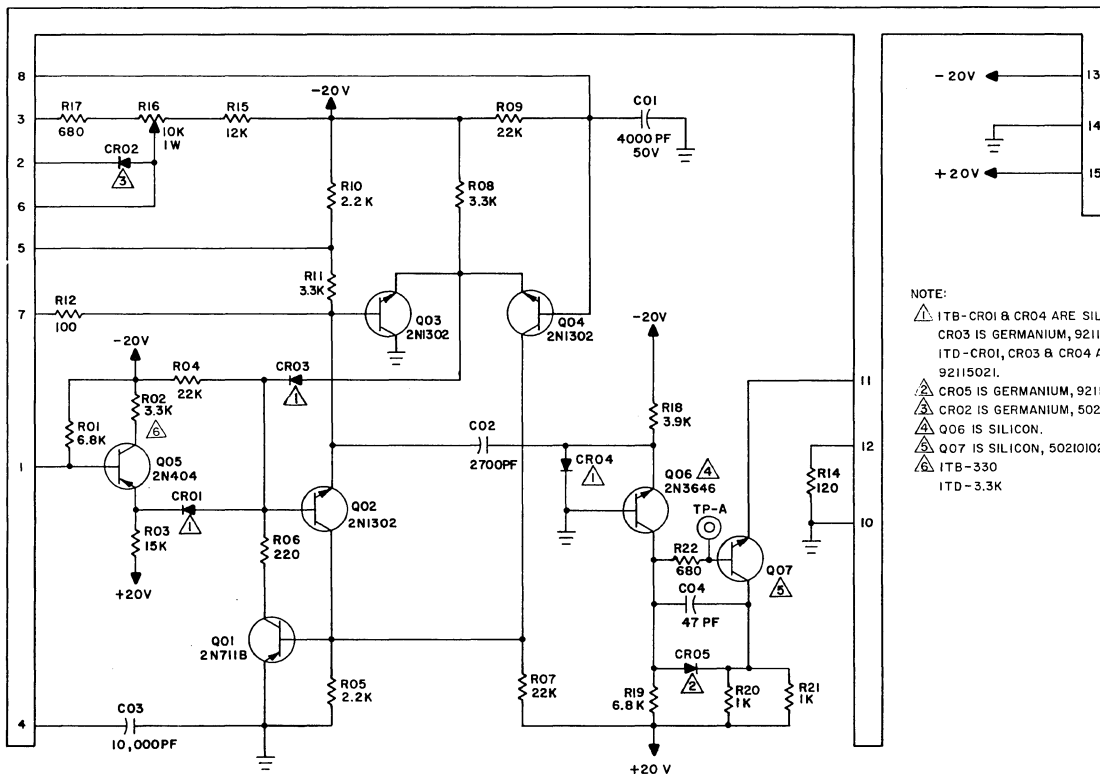 8
3
R17
680
R16
10K
1W
R15
12K
-20V
R09
22K
C01
4000PF
50V
2
CR02
3
6
R10
2.2K
R08
3.3K
5
R11
3.3K
7
R12
100
Q03
2N1302
Q04
2N1302
-20V
R04
22K
CR03
1
R02
3.3K
6
R01
6.8K
1
Q05
2N404
CR01
1
R03
15K
+20V
R06
220
Q02
2N1302
C02
2700PF
-20V
R18
3.9K
CR04
1
Q06
2N3646
4
TP-A
R22
680
Q07
5
C04
47 PF
Q01
2N711B
R05
2.2K
R07
22K
CR05
2
R19
6.8K
R20
1K
R21
1K
4
C03
10,000PF
+20 V
11
12
R14
120
10
-20V
13
14
+20V
15
NOTE:
1 ITB-CR01 & CR04 ARE SIL
CR03 IS GERMANIUM, 9211
ITD-CR01, CR03 & CR04 A
92115021.
2 CR05 IS GERMANIUM, 9211
3 CR02 IS GERMANIUM, 502
4 Q06 IS SILICON.
5 Q07 IS SILICON, 50210102
6 ITB-330
ITD-3.3K